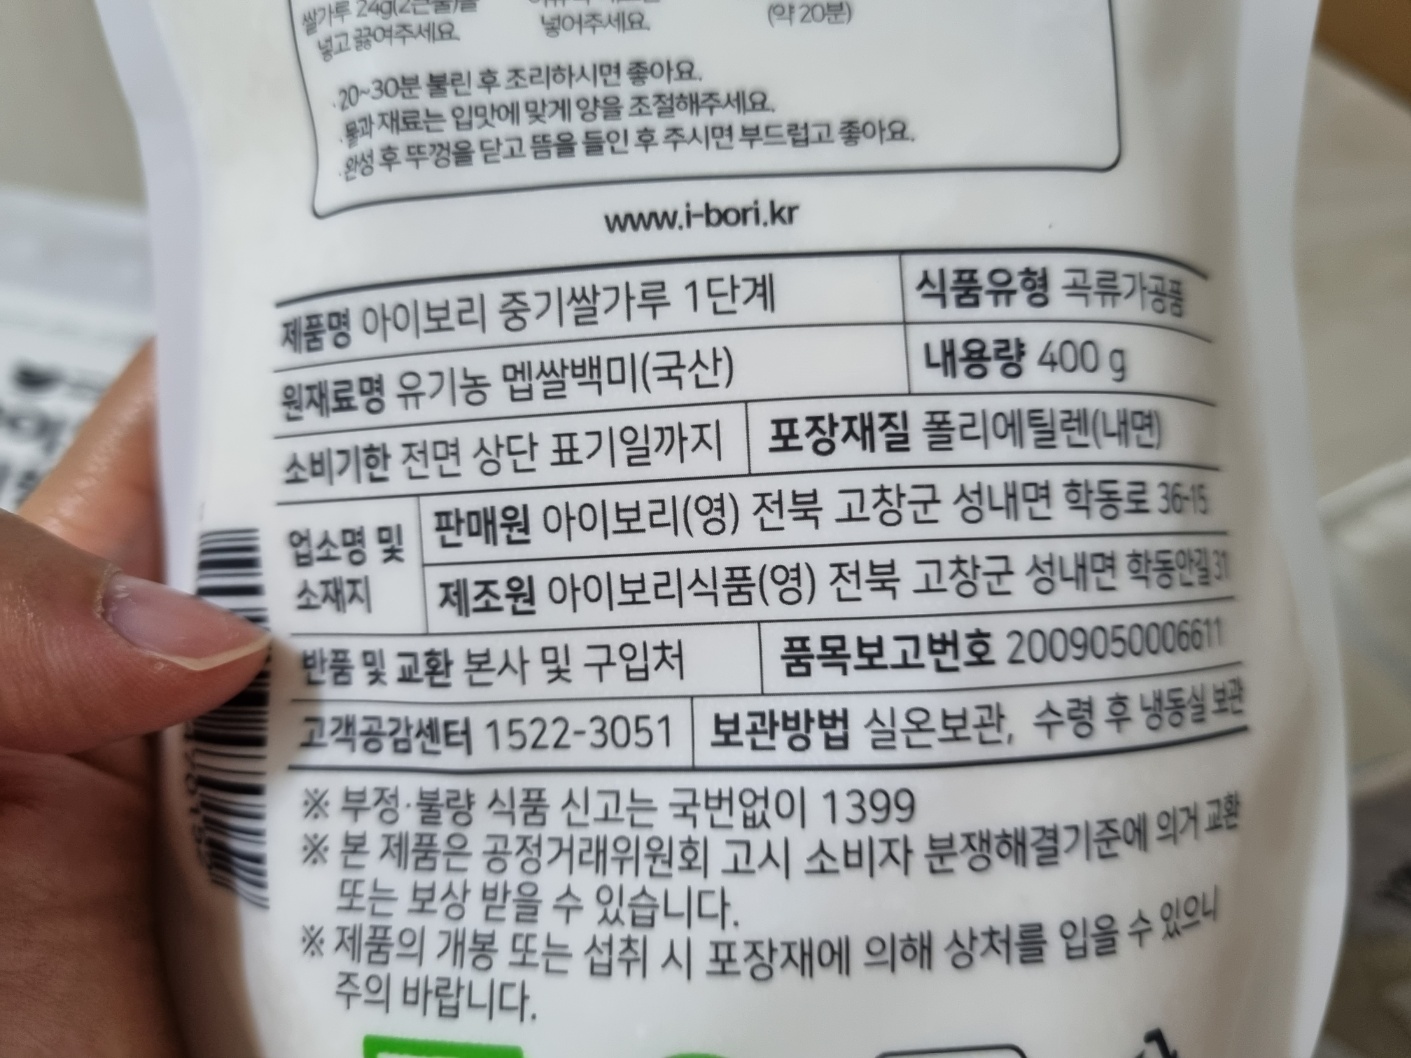 쌀가루 24g(2큰술)을
넣고 끓여주세요.
넣어주세요.
(약 20분)
·20~30분 불린 후 조리하시면 좋아요.
·물과 재료는 입맛에 맞게 양을 조절해주세요.
·완성 후 뚜껑을 닫고 뜸을 들인 후 주시면 부드럽고 좋아요.
www.i-bori.kr
제품명 아이보리 중기쌀가루 1단계 식품유형 곡류가공품
원재료명 유기농 멥쌀백미(국산) 내용량 400 g
소비기한 전면 상단 표기일까지 포장재질 폴리에틸렌(내면)
업소명 및 소재지
판매원 아이보리(영) 전북 고창군 성내면 학동로 36-15
제조원 아이보리식품(영) 전북 고창군 성내면 학동안길 31
반품 및 교환 본사 및 구입처 품목보고번호 2009050006611
고객공감센터 1522-3051 보관방법 실온보관, 수령 후 냉동실 보관
※ 부정·불량 식품 신고는 국번없이 1399
※ 본 제품은 공정거래위원회 고시 소비자 분쟁해결기준에 의거 교환
또는 보상 받을 수 있습니다.
※ 제품의 개봉 또는 섭취 시 포장재에 의해 상처를 입을 수 있으니
주의 바랍니다.